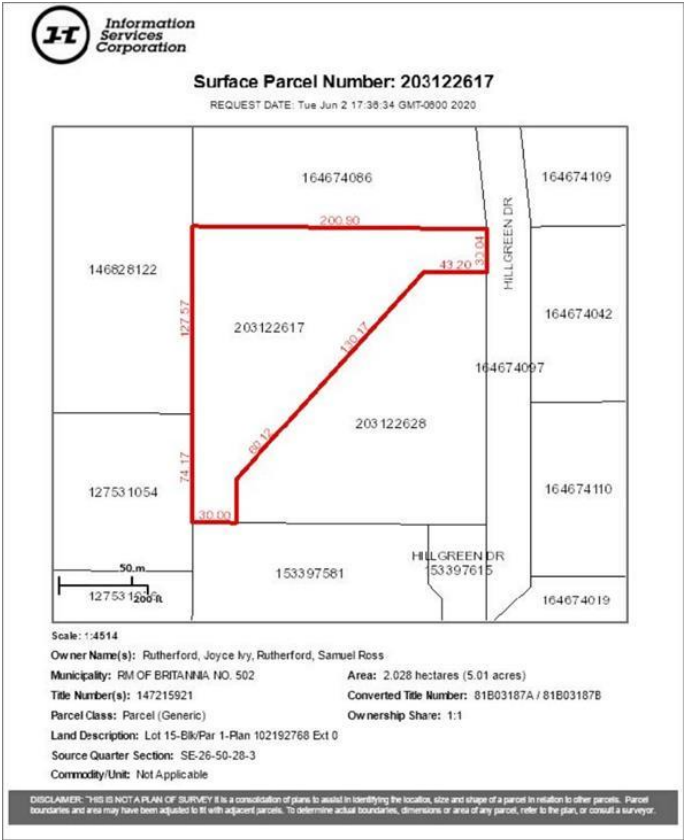 Information
Services
Corporation
Surface Parcel Number: 203122617
REQUEST DATE: Tue Jun 2 17:36:34 GMT-0600 2020
164674086
164674109
200.90
HILLGREEN DR
30.04
43.20
146828122
127.57
203122617
130.17
164674042
164674097
203122628
60.12
74.17
127531054
164674110
30.00
HILLGREEN DR
50 m
153397581
153397615
200 ft
164674019
Scale: 1:4514
Owner Name(s): Rutherford, Joyce Ivy, Rutherford, Samuel Ross
Municipality: RM OF BRITANNIA NO. 502
Area: 2.028 hectares (5.01 acres)
Title Number(s): 147215921
Converted Title Number: 81B03187A / 81B03187B
Parcel Class: Parcel (Generic)
Ownership Share: 1:1
Land Description: Lot 15-Blk/Par 1-Plan 102192768 Ext 0
Source Quarter Section: SE-26-50-28-3
Commodity/Unit: Not Applicable
DISCLAIMER: THIS IS NOT A PLAN OF SURVEY It is a consolidation of plans to assist in identifying the location, size and shape of a parcel in relation to other parcels. Parcel
boundaries and area may have been adjusted to fit with adjacent parcels. To determine actual boundaries, dimensions or area of any parcel, refer to the plan, or consult a surveyor.